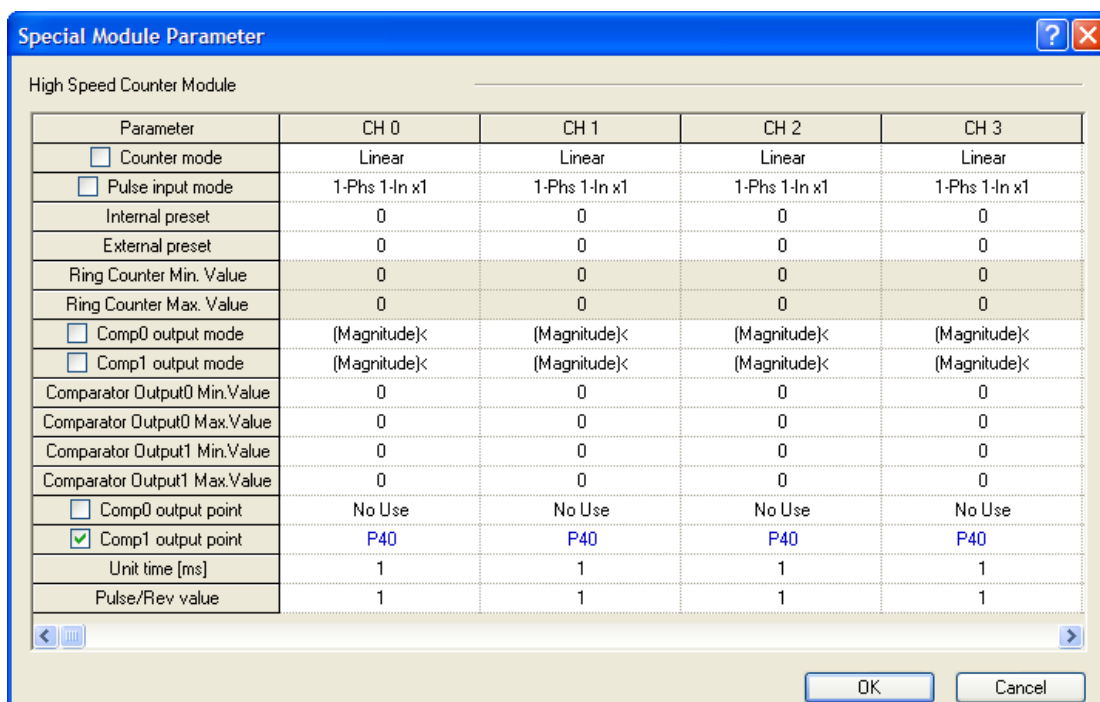 Special Module Parameter
High Speed Counter Module
Parameter CH 0 CH 1 CH 2 CH 3
Counter mode Linear Linear Linear Linear
Pulse input mode 1-Phs 1-In x1 1-Phs 1-In x1 1-Phs 1-In x1 1-Phs 1-In x1
Internal preset 0 0 0 0
External preset 0 0 0 0
Ring Counter Min. Value 0 0 0 0
Ring Counter Max. Value 0 0 0 0
Comp0 output mode (Magnitude)< (Magnitude)< (Magnitude)< (Magnitude)<
Comp1 output mode (Magnitude)< (Magnitude)< (Magnitude)< (Magnitude)<
Comparator Output0 Min.Value 0 0 0 0
Comparator Output0 Max.Value 0 0 0 0
Comparator Output1 Min.Value 0 0 0 0
Comparator Output1 Max.Value 0 0 0 0
Comp0 output point No Use No Use No Use No Use
Comp1 output point P40 P40 P40 P40
Unit time [ms] 1 1 1 1
Pulse/Rev value 1 1 1 1
OK Cancel